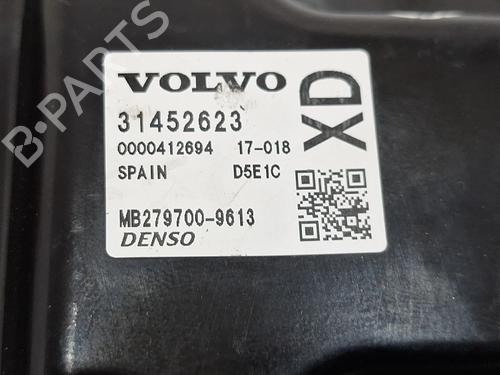 VOLVO
31452623
0000412694 17-018
SPAIN D5E1C
MB279700-9613
DENSO
XD
B-PARTS